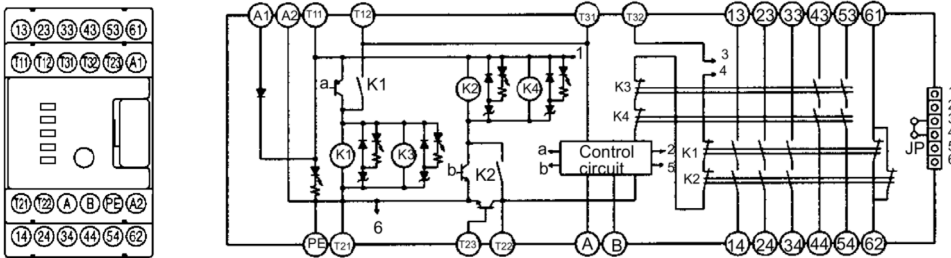 13 23 33 43 53 61
T11 T12 T31 T32 T23 A1
T21 T22 A B PE A2
14 24 34 44 54 62
A1 A2 T11 T12 T31 T32 13 23 33 43 53 61
1
3
4
a K1
K2 K4
K3
K4
K1 K3
b K2
a Control circuit 2
b 5
K1
K2
JP
6
PE T21 T23 T22 A B 14 24 34 44 54 62